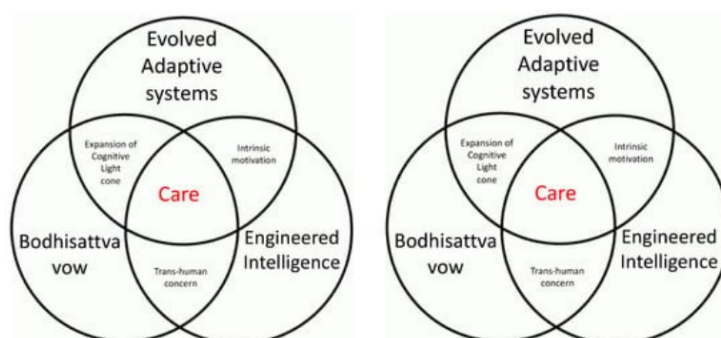 Evolved
Adaptive
systems
Expansion of
Cognitive
Light
cone
Intrinsic
motivation
Care
Bodhisattva
vow
Engineered
Intelligence
Trans-human
concern
Evolved
Adaptive
systems
Expansion of
Cognitive
Light
cone
Intrinsic
motivation
Care
Bodhisattva
vow
Engineered
Intelligence
Trans-human
concern